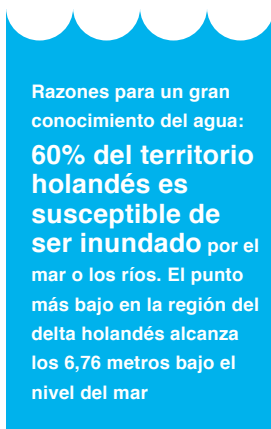 Razones para un gran
conocimiento del agua:
60% del territorio
holandés es
susceptible de
ser inundado por el
mar o los ríos. El punto
más bajo en la región del
delta holandés alcanza
los 6,76 metros bajo el
nivel del mar